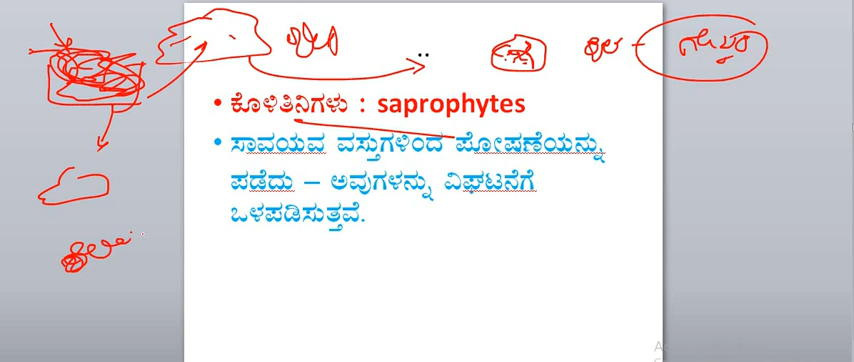 • ಕೊಳಿತಿನಿಗಳು : saprophytes
• ಸಾವಯವ ವಸ್ತುಗಳಿಂದ ಪೋಷಣೆಯನ್ನು
ಪಡೆದು – ಅವುಗಳನ್ನು ವಿಘಟನೆಗೆ
ಒಳಪಡಿಸುತ್ತವೆ.